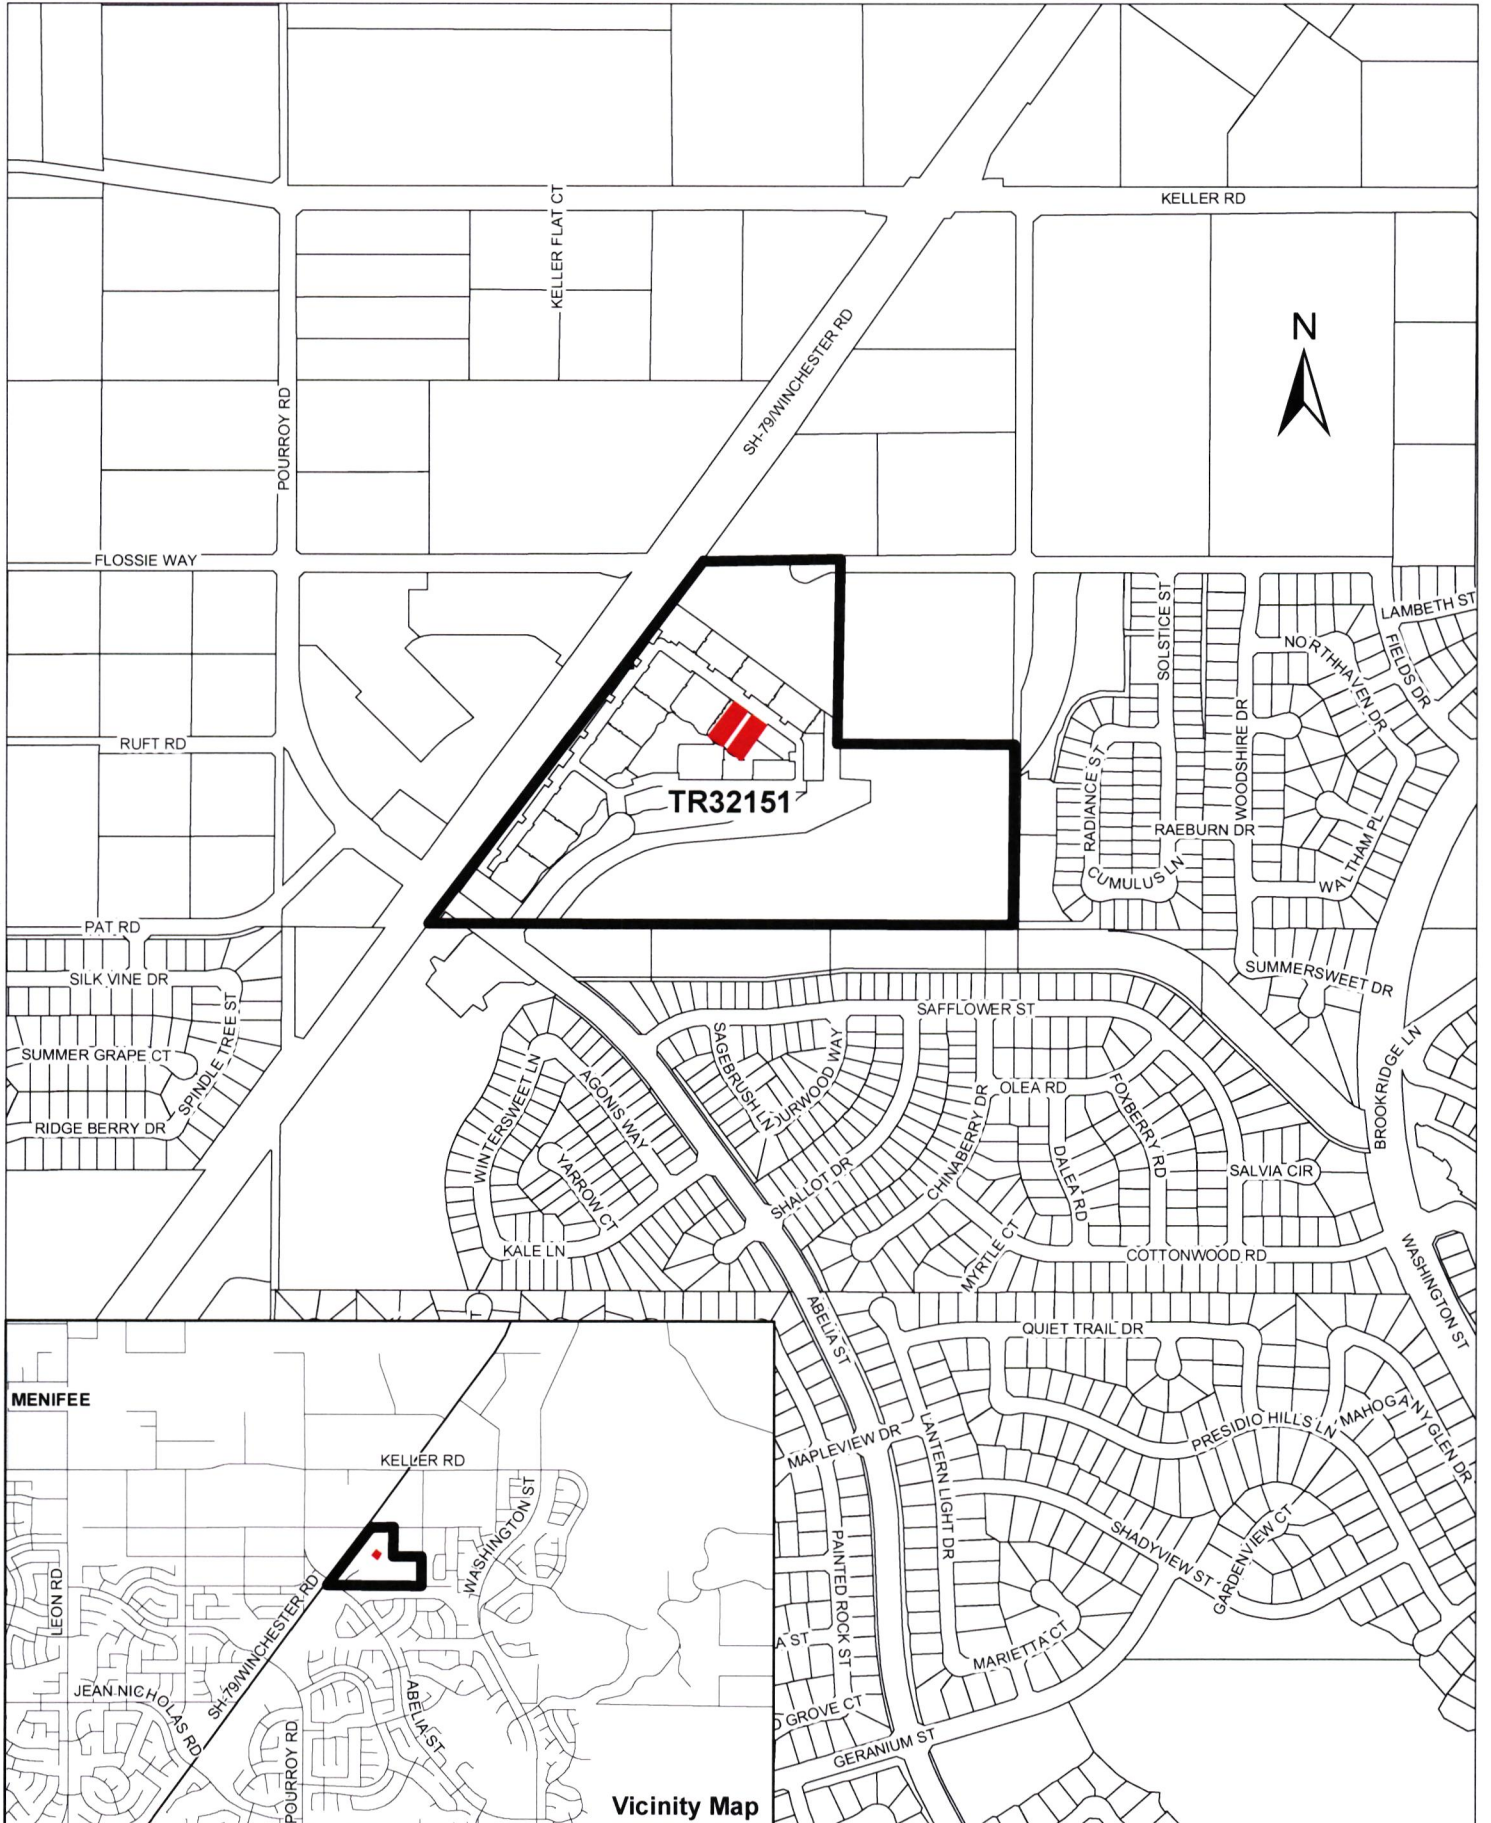 KELLER RD
KELLER FLAT CT
N
SH-79/WINCHESTER RD
POURROY RD
FLOSSIE WAY
SOLSTICE ST
LAMBETH ST
NORTHHAVEN DR
FIELDS DR
WOODSHIRE DR
RUFT RD
RADIANCE ST
TR32151
RAEBURN DR
WALTHAM PL
CUMULUS LN
PAT RD
SILK VINE DR
SUMMERSWEET DR
SPINDLE TREE ST
SAFFLOWER ST
SUMMER GRAPE CT
SAGEBRUSH LN
OURWOOD WAY
BROOKRIDGE LN
WINTERSWEET LN
AGONIS WAY
OLEA RD
FOXBERRY RD
RIDGE BERRY DR
CHINABERRY DR
YARROW CT
SHALLOT DR
DALEA RD
SALVIA CIR
KALE LN
MYRTLE CT
COTTONWOOD RD
WASHINGTON ST
ABELIA ST
QUIET TRAIL DR
T
MAPLEVIEW DR
LANTERN LIGHT DR
PRESIDIO HILLS LN
MAHOGANY GLEN DR
PAINTED ROCK ST
SHADYVIEW ST
GARDENVIEW CT
A ST
MARIETTA CT
D GROVE CT
GERANIUM ST
MENIFEE
KELLER RD
WASHINGTON ST
LEON RD
SH-79/WINCHESTER RD
JEAN NICHOLAS RD
ABELIA ST
POURROY RD
Vicinity Map